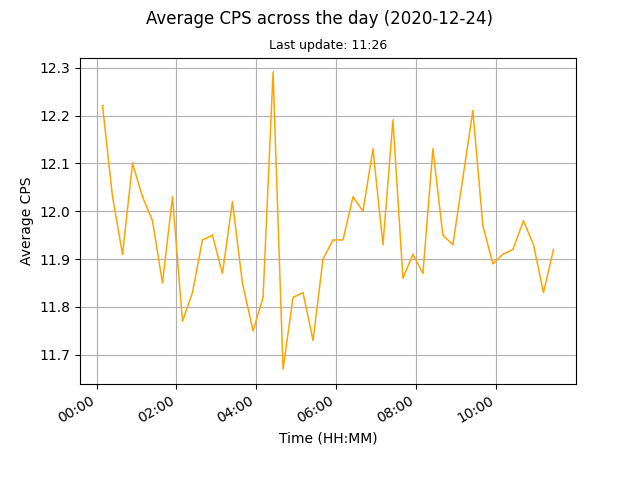 Average CPS across the day (2020-12-24)
Last update: 11:26
12.3
12.2
12.1
12.0
11.9
11.8
11.7
Average CPS
00:00 02:00 04:00 06:00 08:00 10:00
Time (HH:MM)